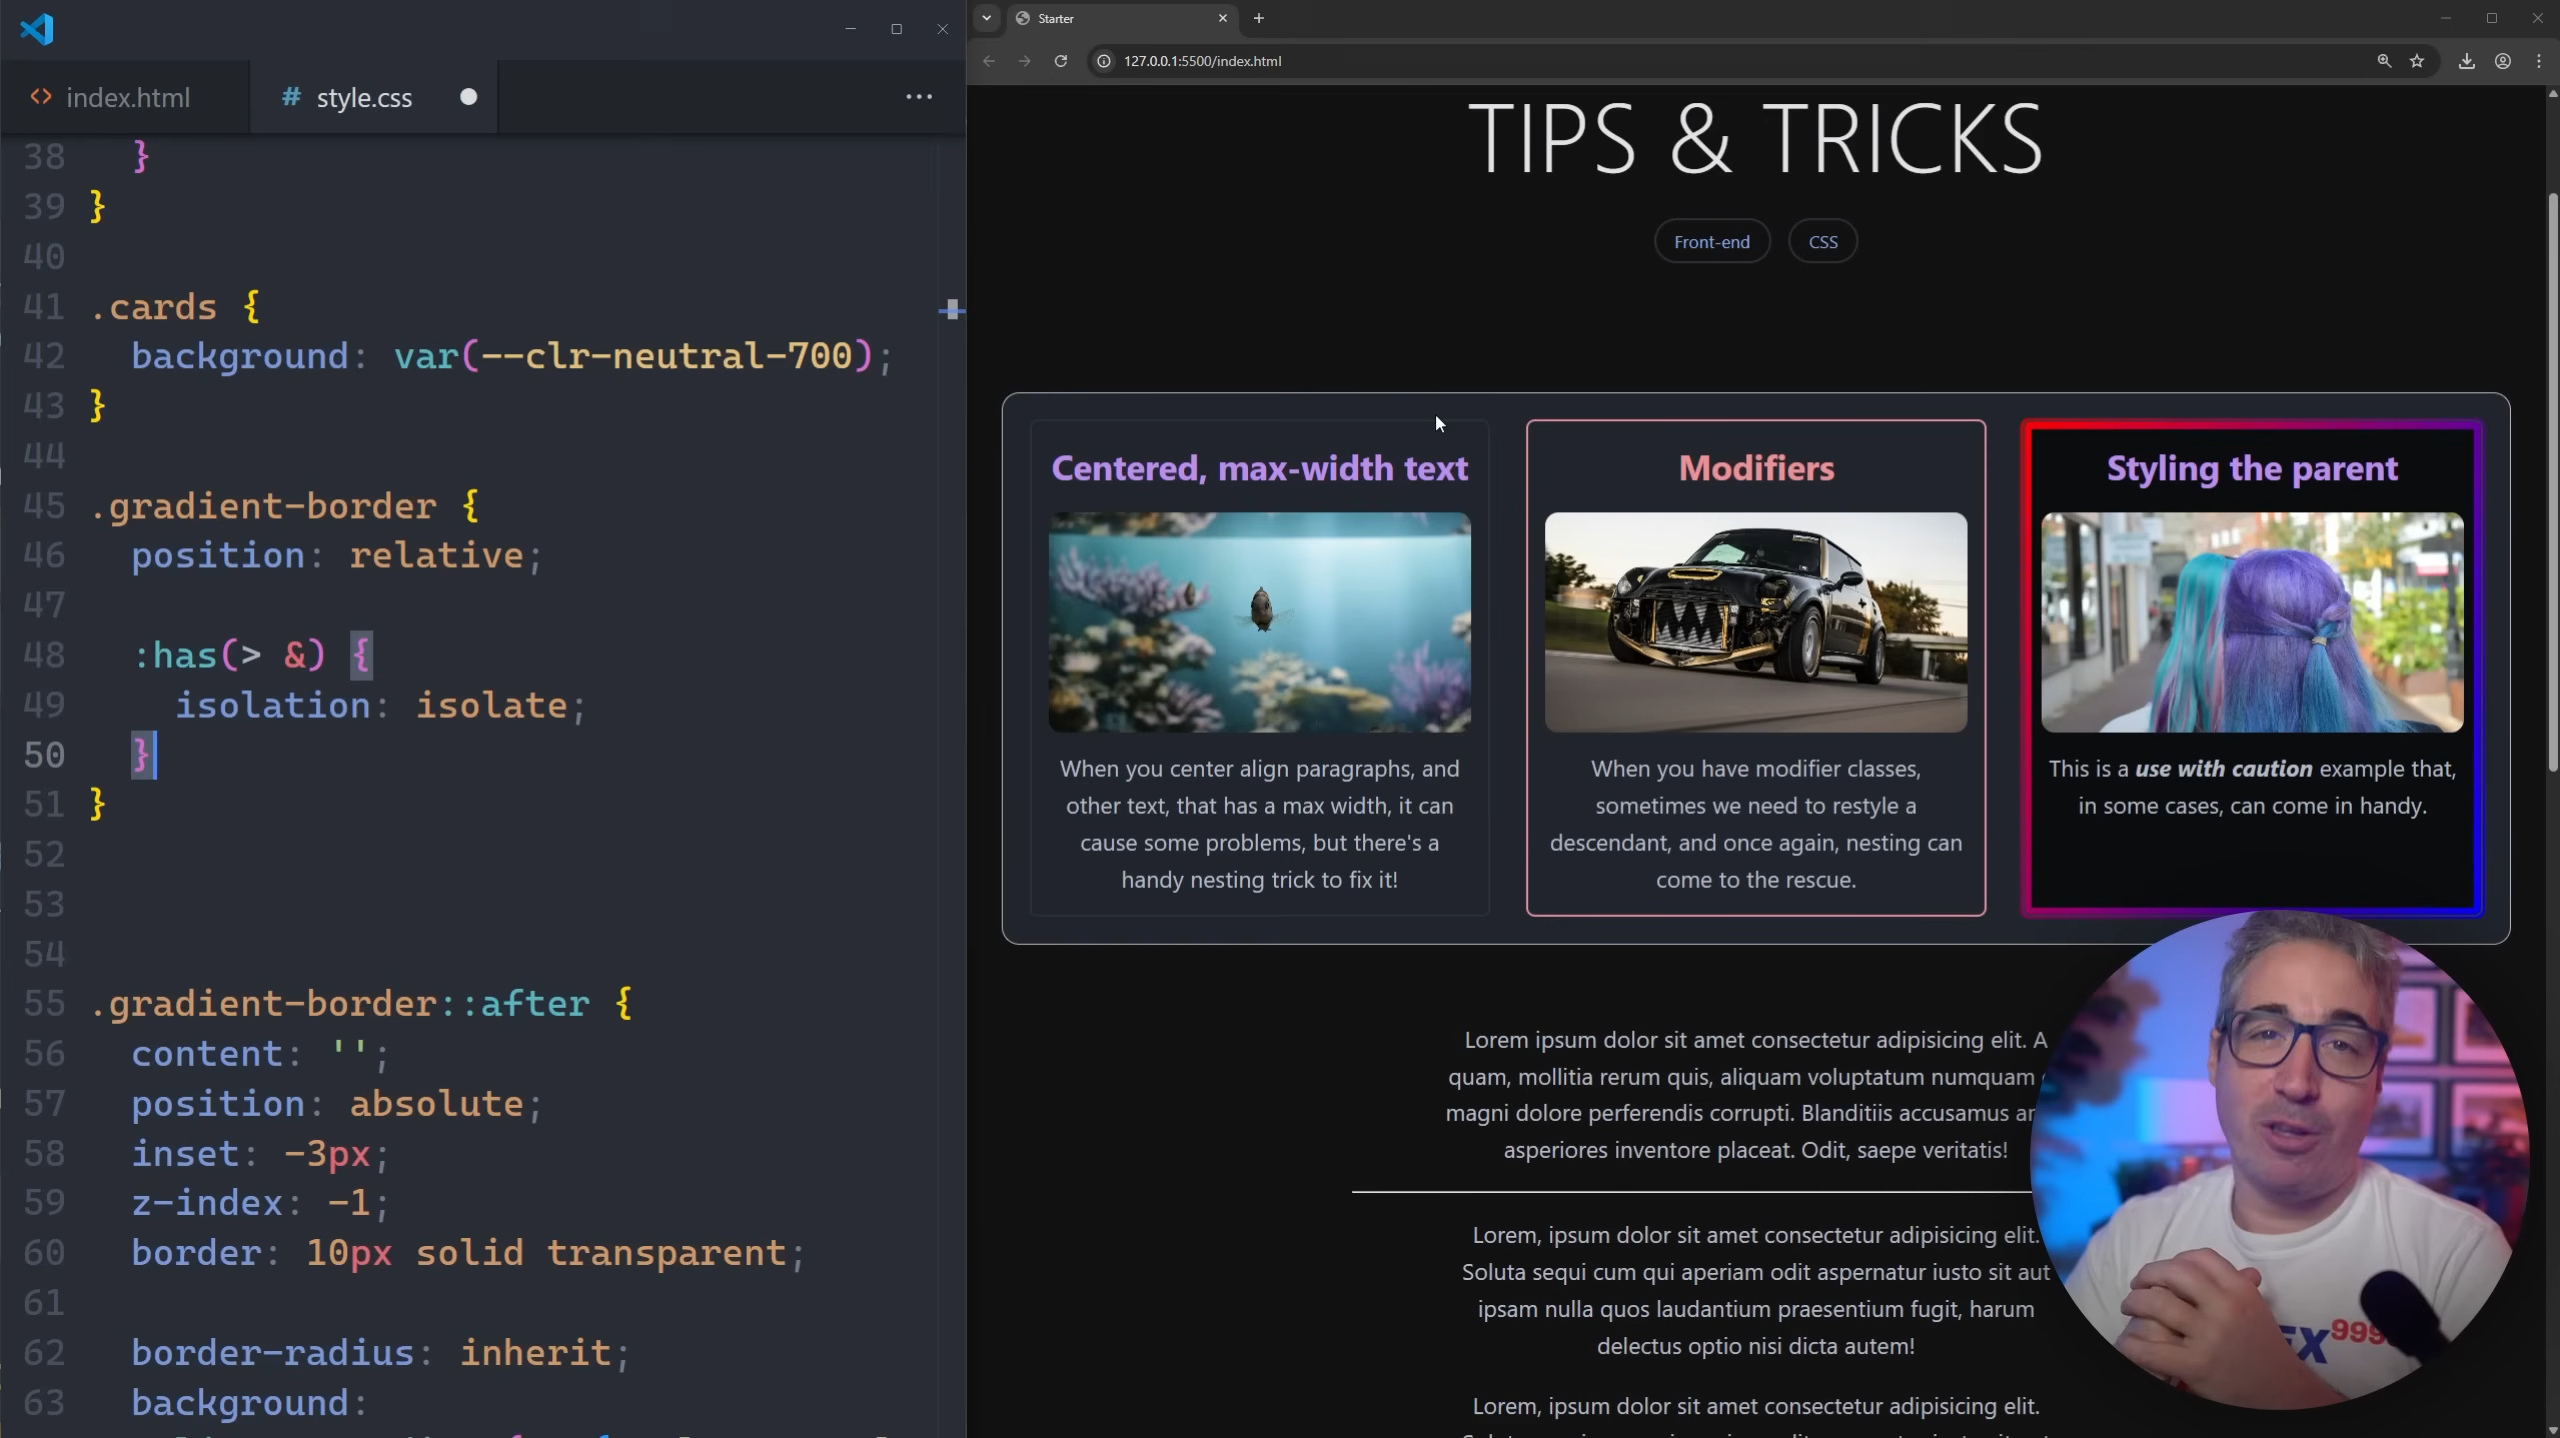 index.html
# style.css
38 }
39 }
40
41 .cards {
42 background: var(--clr-neutral-700);
43 }
44
45 .gradient-border {
46 position: relative;
47
48 :has(> &) {
49 isolation: isolate;
50 }
51 }
52
53
54
55 .gradient-border::after {
56 content: '';
57 position: absolute;
58 inset: -3px;
59 z-index: -1;
60 border: 10px solid transparent;
61
62 border-radius: inherit;
63 background:
Starter
127.0.0.1:5500/index.html
TIPS & TRICKS
Front-end
CSS
Centered, max-width text
When you center align paragraphs, and
other text, that has a max width, it can
cause some problems, but there's a
handy nesting trick to fix it!
Modifiers
When you have modifier classes,
sometimes we need to restyle a
descendant, and once again, nesting can
come to the rescue.
Styling the parent
This is a use with caution example that,
in some cases, can come in handy.
Lorem ipsum dolor sit amet consectetur adipisicing elit. A
quam, mollitia rerum quis, aliquam voluptatum numquam
magni dolore perferendis corrupti. Blanditiis accusamus
asperiores inventore placeat. Odit, saepe veritatis!
Lorem, ipsum dolor sit amet consectetur adipisicing elit.
Soluta sequi cum qui aperiam odit aspernatur iusto sit aut
ipsam nulla quos laudantium praesentium fugit, harum
delectus optio nisi dicta autem!
Lorem, ipsum dolor sit amet consectetur adipisicing elit.